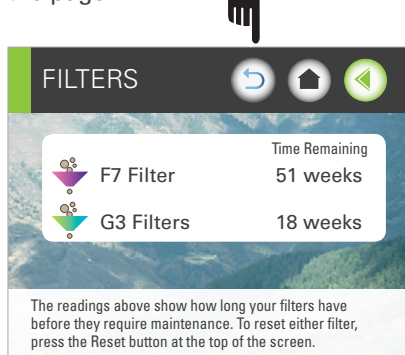 the page.
FILTERS
Time Remaining
F7 Filter 51 weeks
G3 Filters 18 weeks
The readings above show how long your filters have
before they require maintenance. To reset either filter,
press the Reset button at the top of the screen.